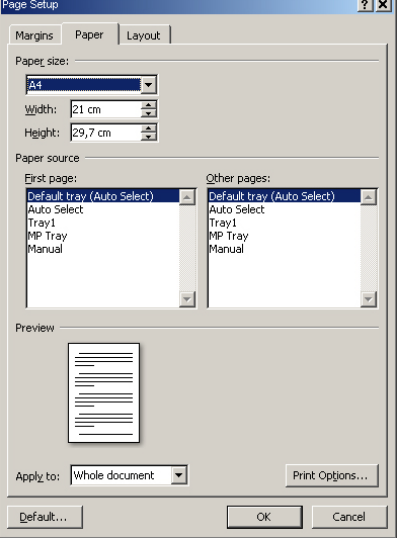 Page Setup
Margins Paper Layout
Paper size:
A4
Width: 21 cm
Height: 29,7 cm
Paper source
First page: Other pages:
Default tray (Auto Select) Default tray (Auto Select)
Auto Select Auto Select
Tray1 Tray1
MP Tray MP Tray
Manual Manual
Preview
Apply to: Whole document Print Options...
Default... OK Cancel